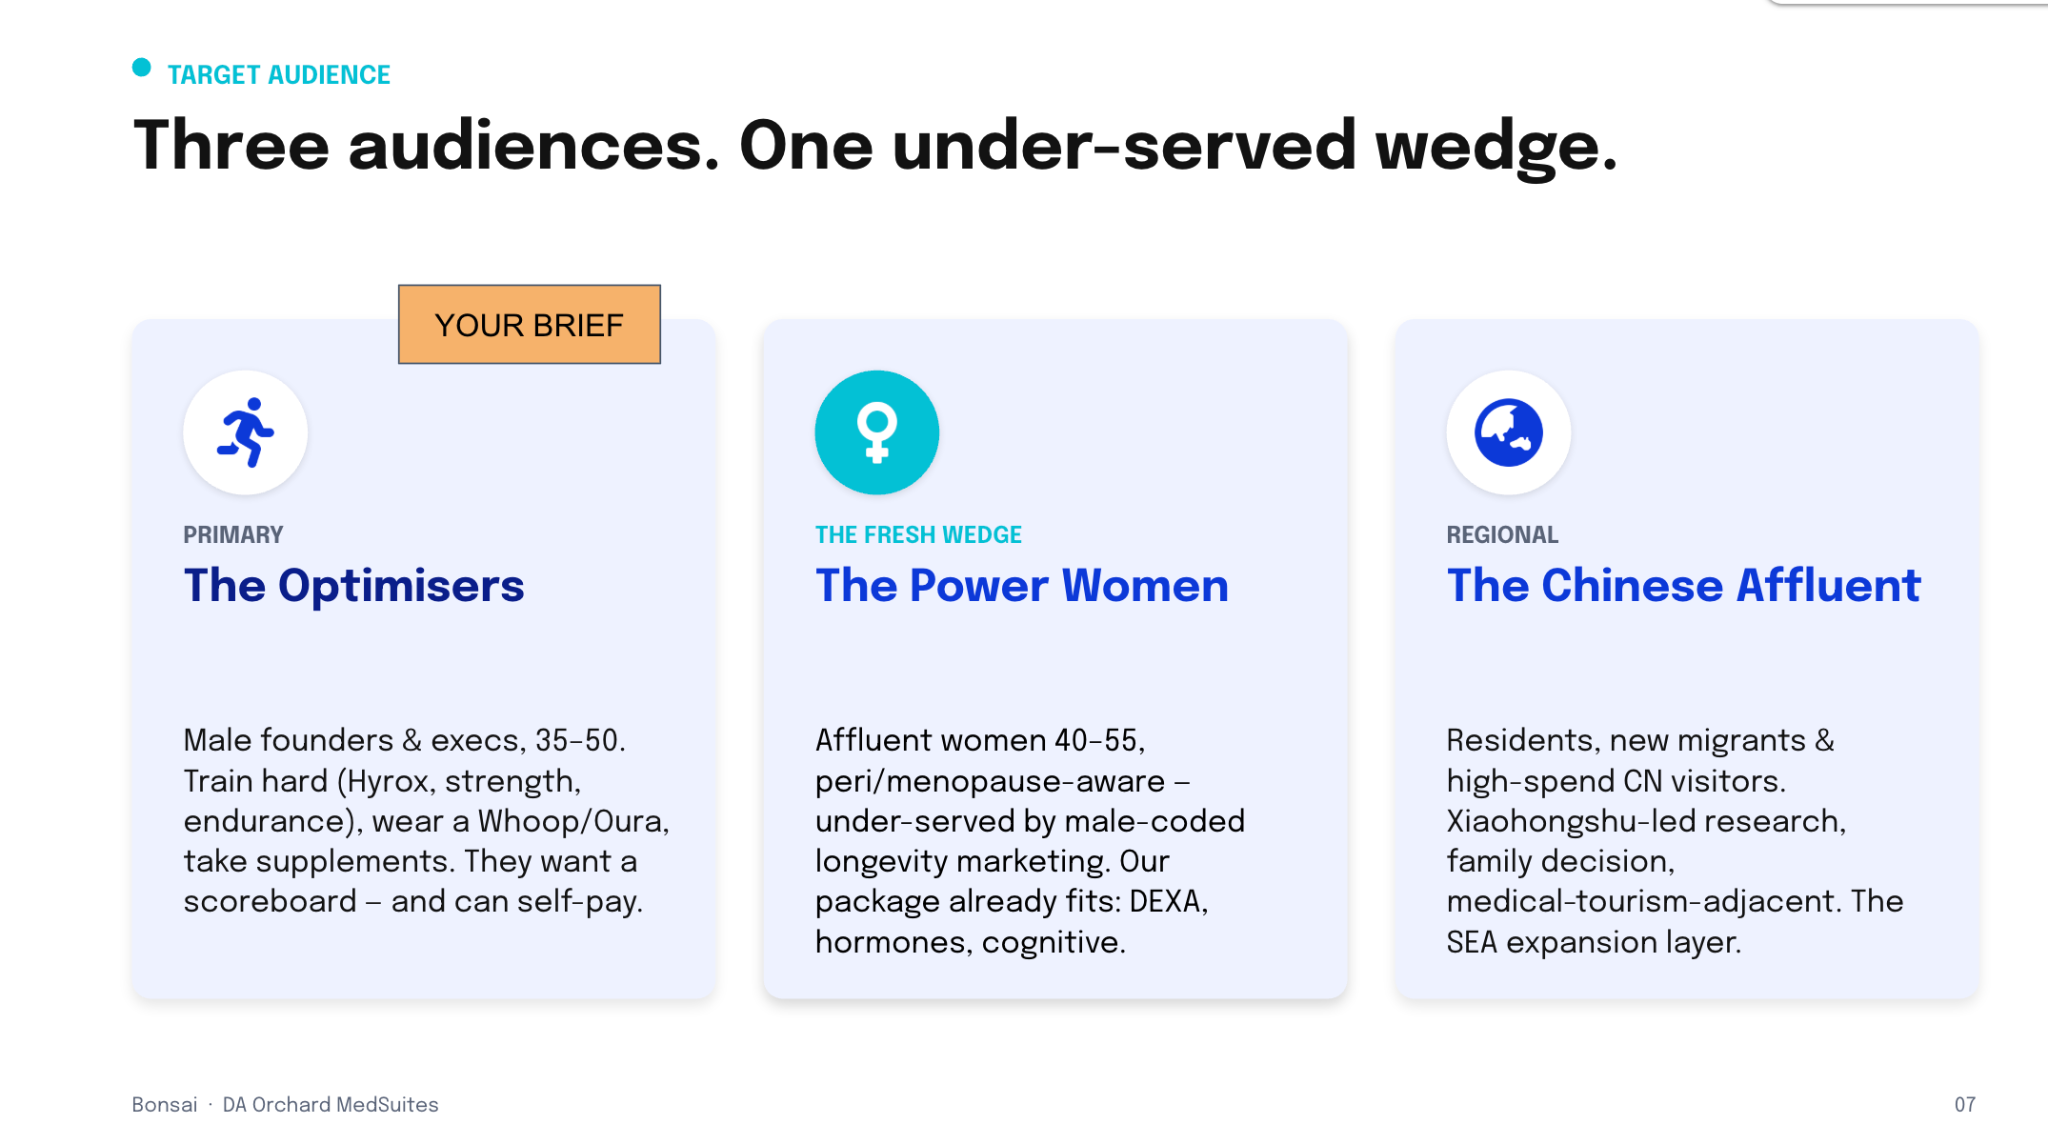 TARGET AUDIENCE
Three audiences. One under-served wedge.
YOUR BRIEF
PRIMARY
The Optimisers
Male founders & execs, 35–50.
Train hard (Hyrox, strength,
endurance), wear a Whoop/Oura,
take supplements. They want a
scoreboard — and can self-pay.
THE FRESH WEDGE
The Power Women
Affluent women 40–55,
peri/menopause-aware —
under-served by male-coded
longevity marketing. Our
package already fits: DEXA,
hormones, cognitive.
REGIONAL
The Chinese Affluent
Residents, new migrants &
high-spend CN visitors.
Xiaohongshu-led research,
family decision,
medical-tourism-adjacent. The
SEA expansion layer.
Bonsai · DA Orchard MedSuites
07